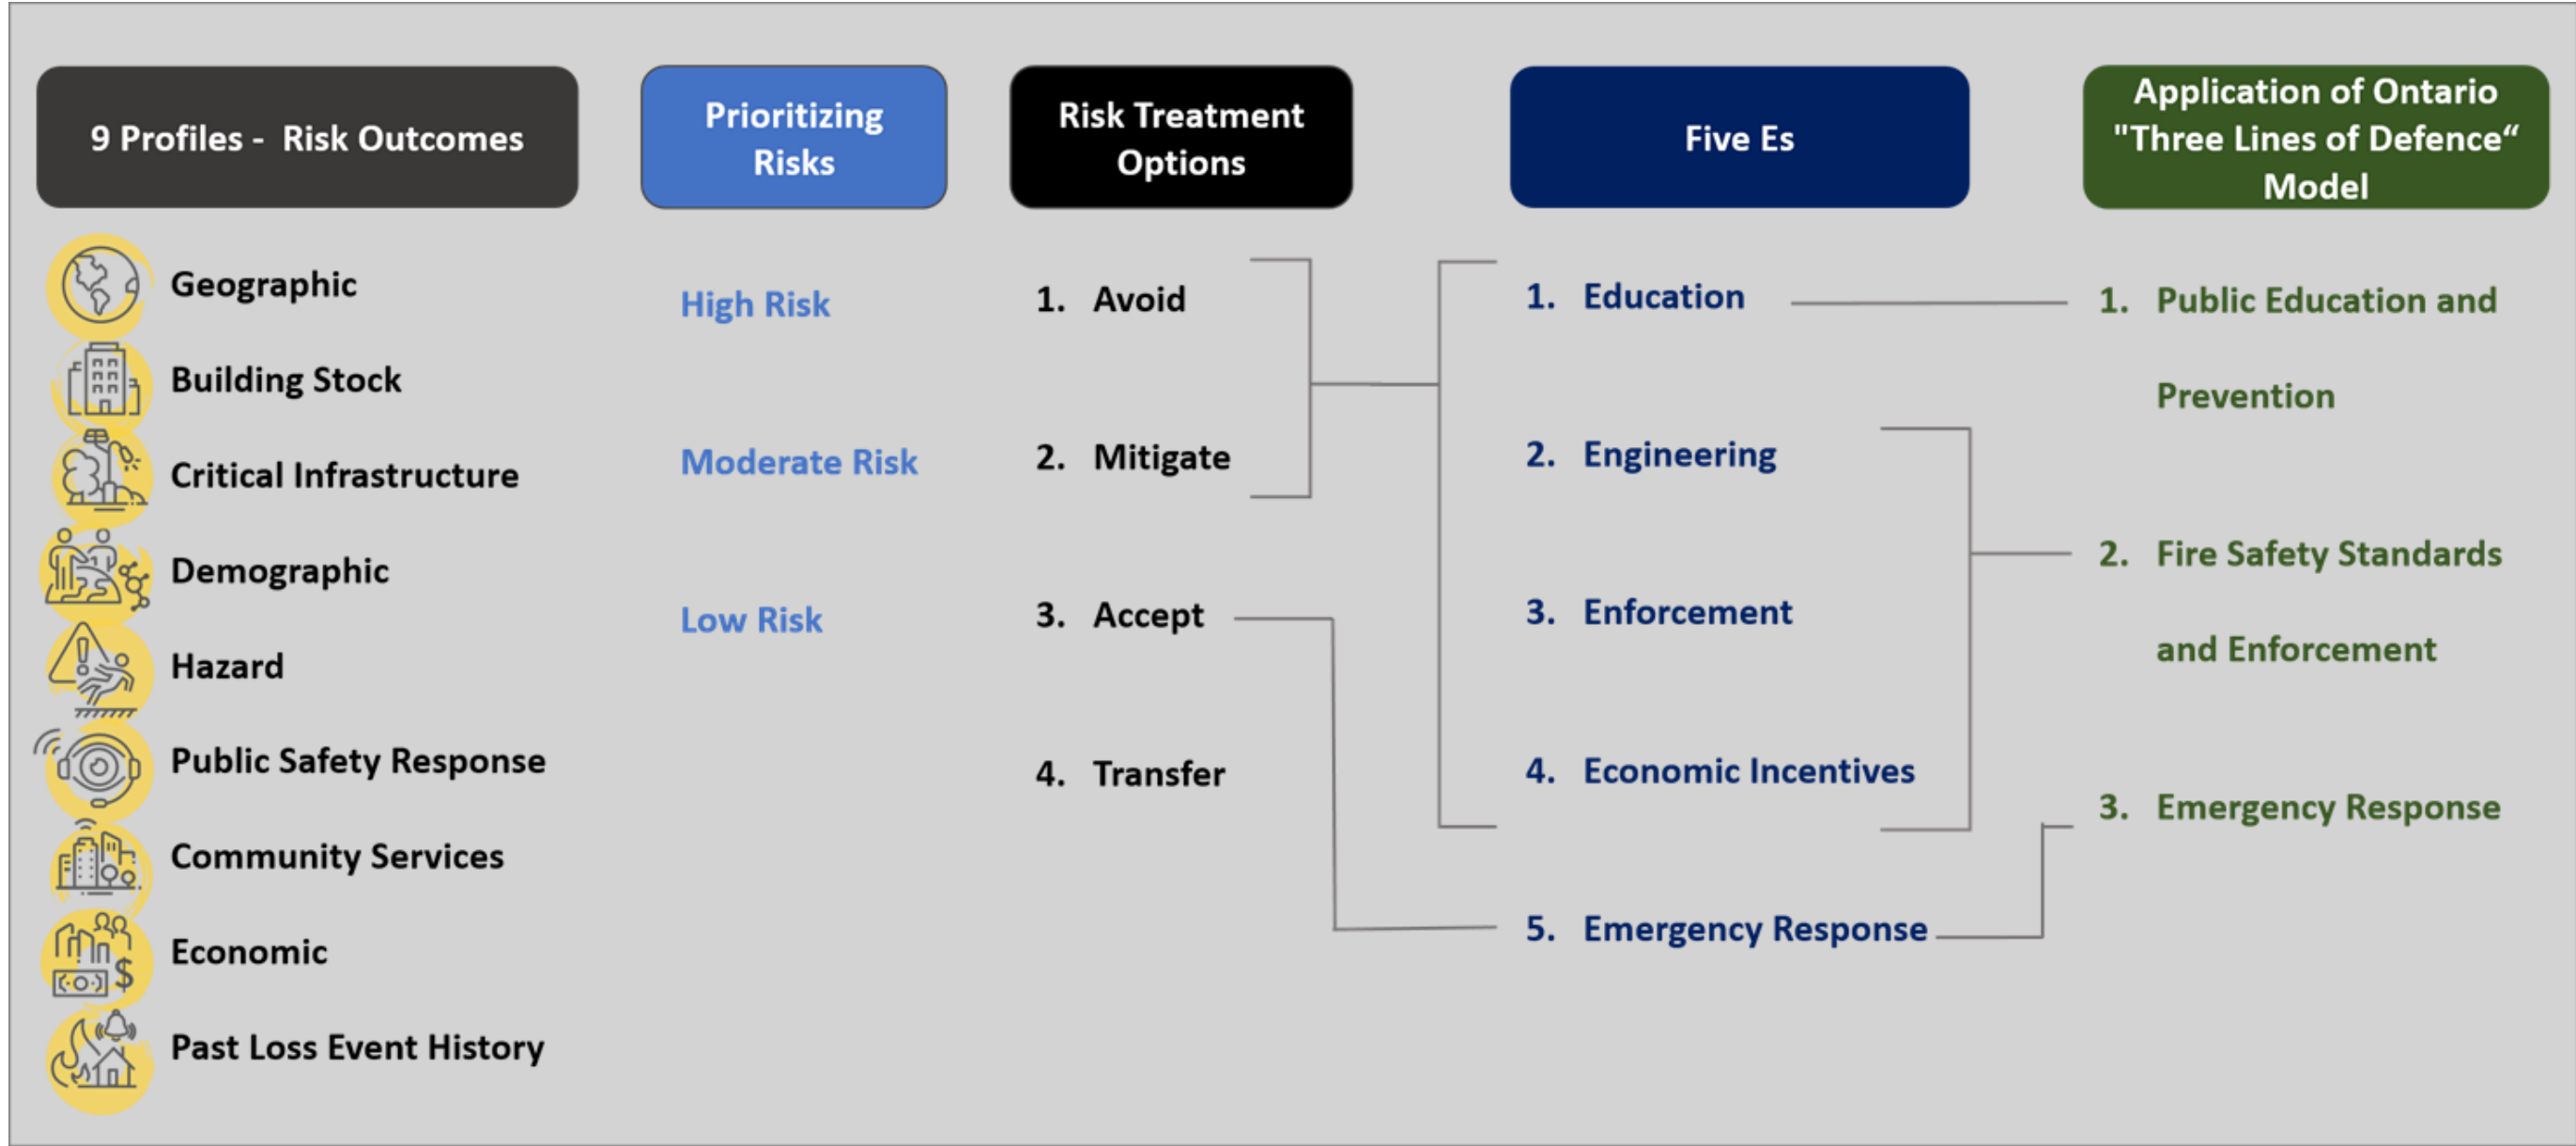 9 Profiles - Risk Outcomes
Geographic
Building Stock
Critical Infrastructure
Demographic
Hazard
Public Safety Response
Community Services
Economic
Past Loss Event History
Prioritizing
Risks
High Risk
Moderate Risk
Low Risk
Risk Treatment
Options
1. Avoid
2. Mitigate
3. Accept
4. Transfer
Five Es
1. Education
2. Engineering
3. Enforcement
4. Economic Incentives
5. Emergency Response
Application of Ontario
"Three Lines of Defence“
Model
1. Public Education and
Prevention
2. Fire Safety Standards
and Enforcement
3. Emergency Response